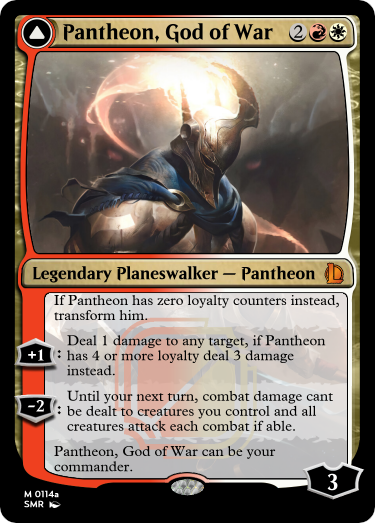 Pantheon, God of War 2
Legendary Planeswalker — Pantheon
If Pantheon has zero loyalty counters instead,
transform him.
+1: Deal 1 damage to any target, if Pantheon
has 4 or more loyalty deal 3 damage
instead.
-2: Until your next turn, combat damage cant
be dealt to creatures you control and all
creatures attack each combat if able.
Pantheon, God of War can be your
commander.
3
M 0114a
SMR